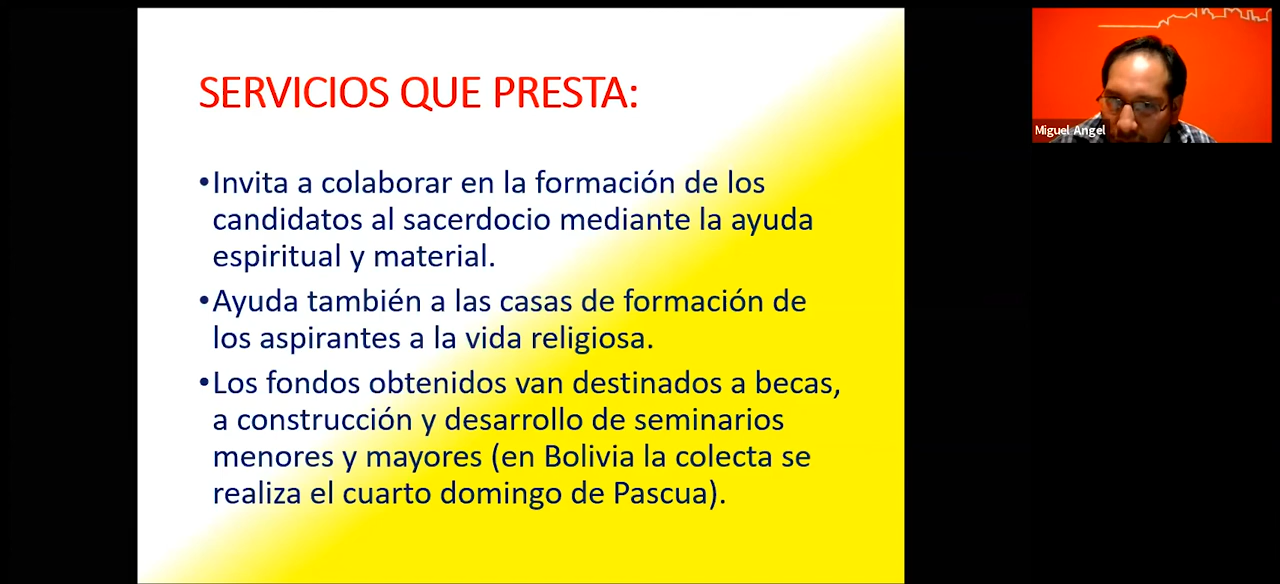 SERVICIOS QUE PRESTA:
•Invita a colaborar en la formación de los
candidatos al sacerdocio mediante la ayuda
espiritual y material.
•Ayuda también a las casas de formación de
los aspirantes a la vida religiosa.
•Los fondos obtenidos van destinados a becas,
a construcción y desarrollo de seminarios
menores y mayores (en Bolivia la colecta se
realiza el cuarto domingo de Pascua).
Miguel Angel